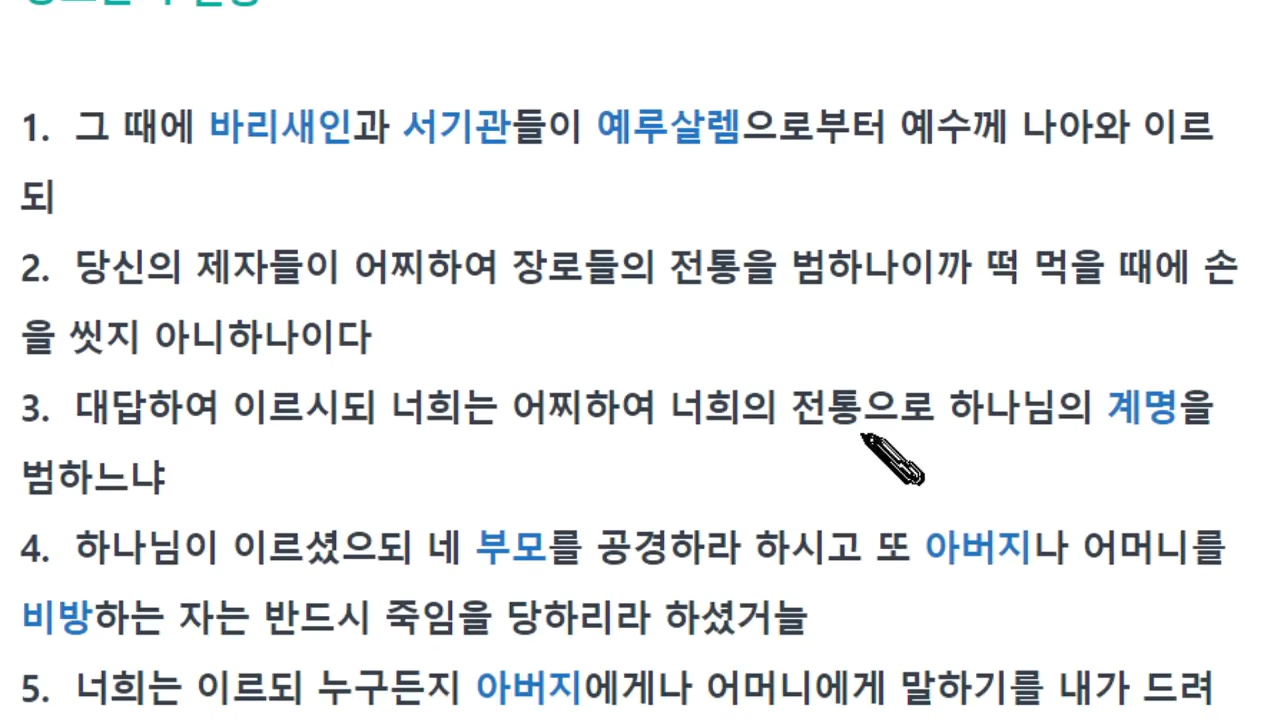 1. 그 때에 바리새인과 서기관들이 예루살렘으로부터 예수께 나아와 이르
되
2. 당신의 제자들이 어찌하여 장로들의 전통을 범하나이까 떡 먹을 때에 손
을 씻지 아니하나이다
3. 대답하여 이르시되 너희는 어찌하여 너희의 전통으로 하나님의 계명을
범하느냐
4. 하나님이 이르셨으되 네 부모를 공경하라 하시고 또 아버지나 어머니를
비방하는 자는 반드시 죽임을 당하리라 하셨거늘
5. 너희는 이르되 누구든지 아버지에게나 어머니에게 말하기를 내가 드려